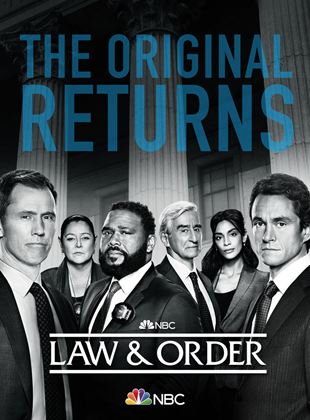 THE ORIGINAL
RETURNS
NBC
LAW & ORDER
NBC